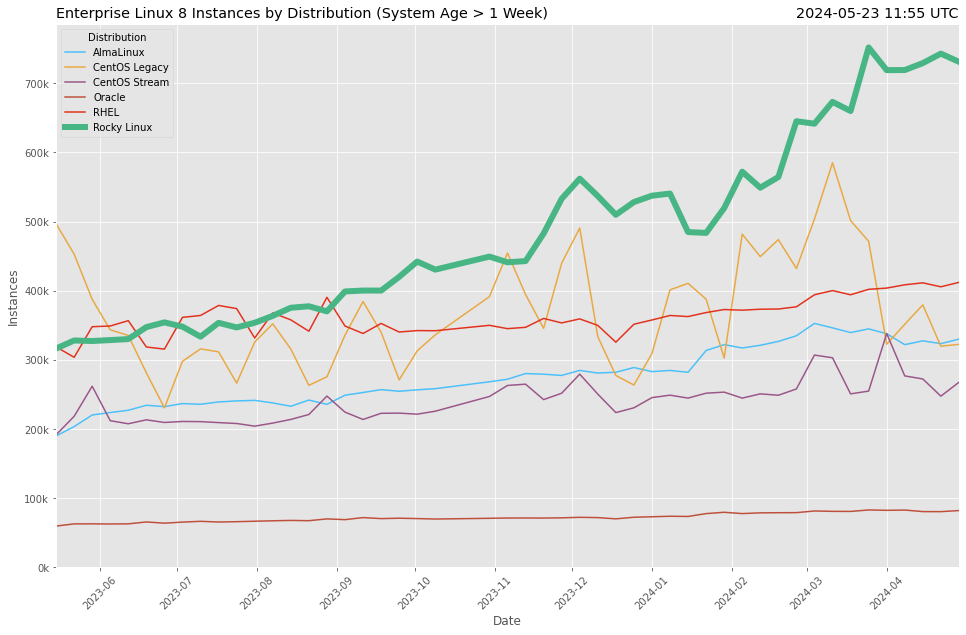 Enterprise Linux 8 Instances by Distribution (System Age > 1 Week) 2024-05-23 11:55 UTC
Distribution
AlmaLinux
CentOS Legacy
CentOS Stream
Oracle
RHEL
Rocky Linux
700k
600k
500k
400k
300k
200k
100k
0k
Instances
2023-06 2023-07 2023-08 2023-09 2023-10 2023-11 2023-12 2024-01 2024-02 2024-03 2024-04
Date